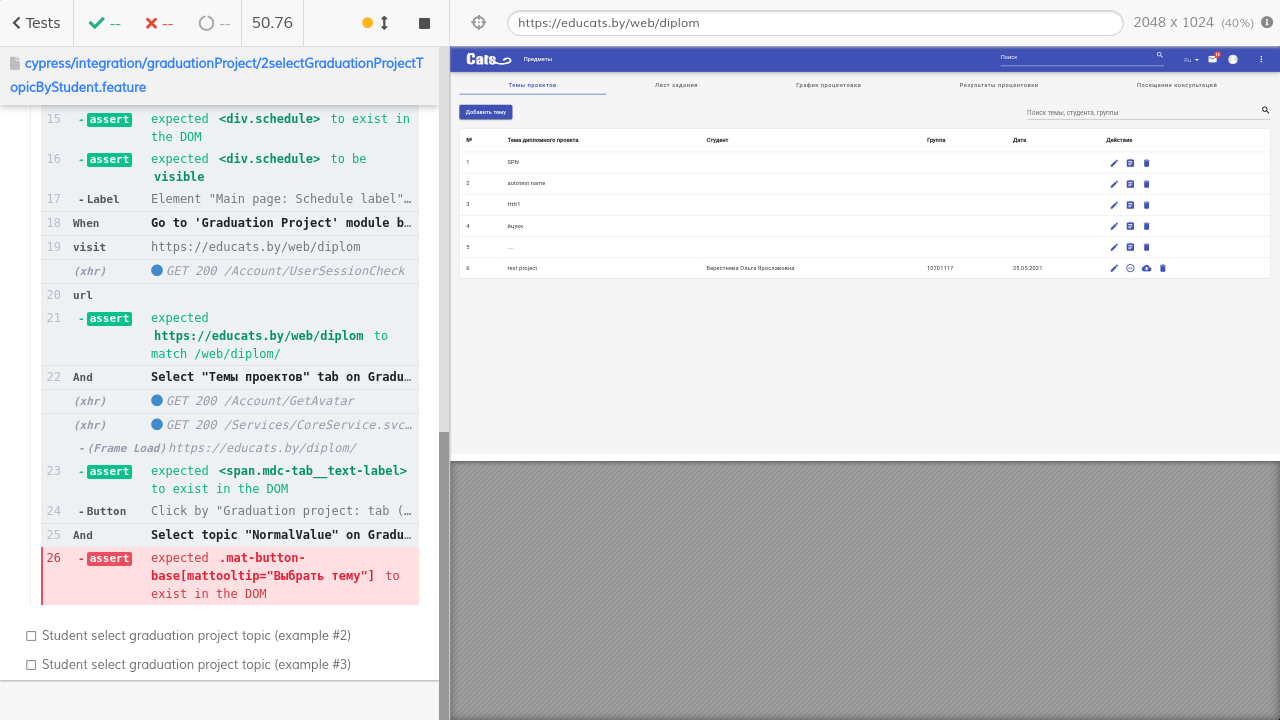 Tests
--
--
--
50.76
https://educats.by/web/diplom
2048 x 1024 (40%)
cypress/integration/graduationProject/2selectGraduationProjectT
opicByStudent.feature
15 - assert expected <div.schedule> to exist in
the DOM
16 - assert expected <div.schedule> to be
visible
17 - Label Element "Main page: Schedule label"…
18 When Go to 'Graduation Project' module b…
19 visit https://educats.by/web/diplom
(xhr) GET 200 /Account/UserSessionCheck
20 url
21 - assert expected
https://educats.by/web/diplom to
match /web/diplom/
22 And Select "Темы проектов" tab on Gradu…
(xhr) GET 200 /Account/GetAvatar
(xhr) GET 200 /Services/CoreService.svc…
- (Frame Load) https://educats.by/diplom/
23 - assert expected <span.mdc-tab__text-label>
to exist in the DOM
24 - Button Click by "Graduation project: tab (…
25 And Select topic "NormalValue" on Gradu…
26 - assert expected .mat-button-
base[mattooltip="Выбрать тему"] to
exist in the DOM
Student select graduation project topic (example #2)
Student select graduation project topic (example #3)
Cats
Предметы
Поиск
Ru
Темы проектов Лист задания График процентовки Результаты процентовки Посещение консультаций
Добавить тему
Поиск темы, студента, группы
№ Тема дипломного проекта Студент Группа Дата Действие
1 SPN
2 autotest name
3 ttttt1
4 йцукк
5 ....
6 test project Берестнева Ольга Ярославовна 10701117 25.05.2021